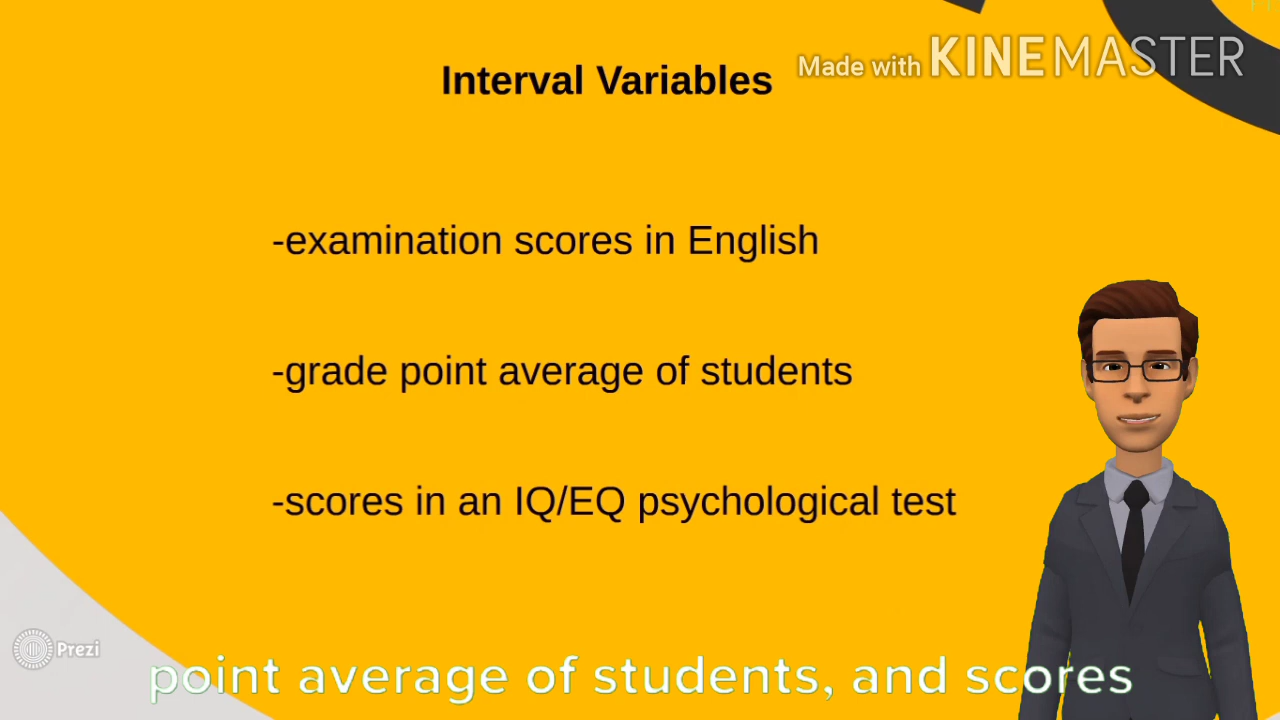 Made with KINEMASTER
Interval Variables
-examination scores in English
-grade point average of students
-scores in an IQ/EQ psychological test
Prezi
point average of students, and scores